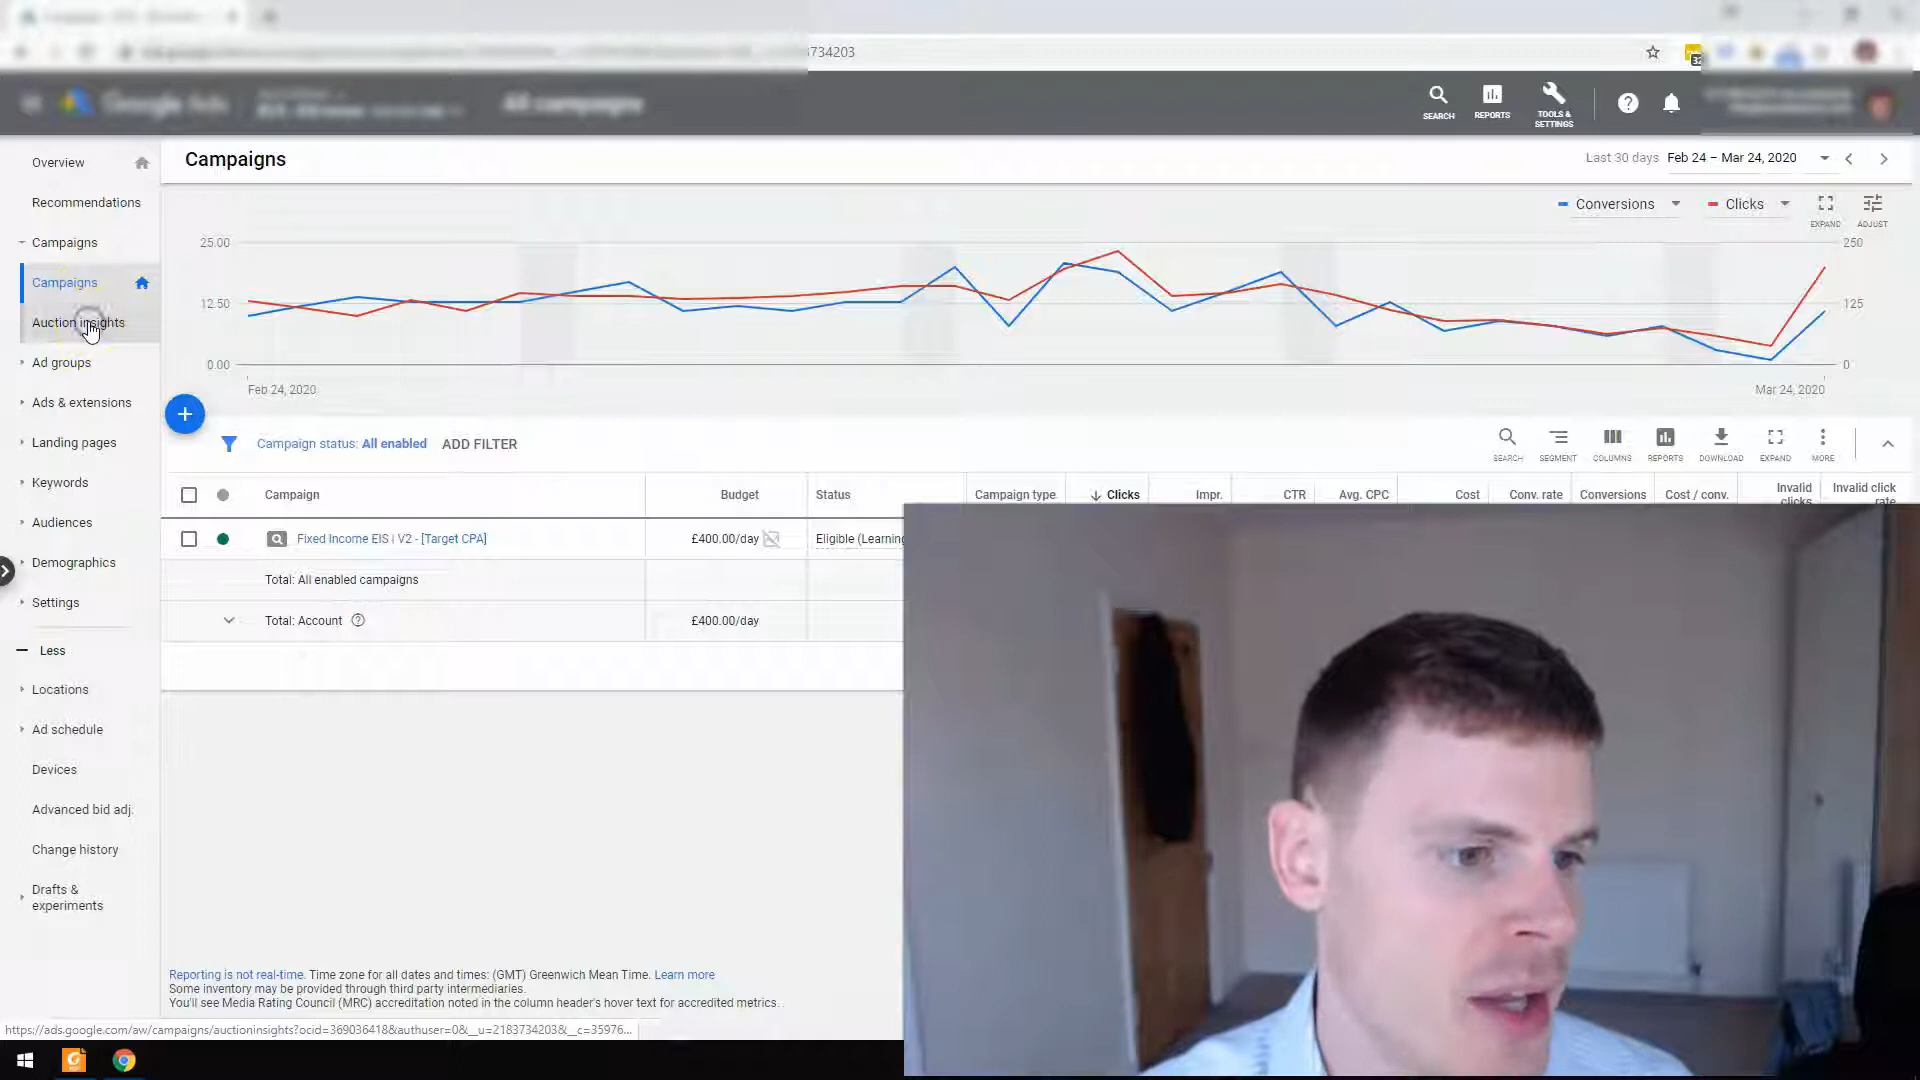 734203
32
Google Ads
All campaigns
SEARCH
REPORTS
TOOLS &
SETTINGS
Overview
Recommendations
Campaigns
Campaigns
Auction insights
Ad groups
Ads & extensions
Landing pages
Keywords
Audiences
Demographics
Settings
Less
Locations
Ad schedule
Devices
Advanced bid adj.
Change history
Drafts &
experiments
Campaigns
Last 30 days Feb 24 – Mar 24, 2020
Conversions
Clicks
EXPAND
ADJUST
25.00
250
12.50
125
0.00
0
Feb 24, 2020
Mar 24, 2020
Campaign status: All enabled ADD FILTER
SEARCH
SEGMENT
COLUMNS
REPORTS
DOWNLOAD
EXPAND
MORE
Campaign
Budget
Status
Campaign type
Clicks
Impr.
CTR
Avg. CPC
Cost
Conv. rate
Conversions
Cost / conv.
Invalid
clicks
Invalid click
rate
Fixed Income EIS | V2 - [Target CPA]
£400.00/day
Eligible (Learning
Total: All enabled campaigns
Total: Account
£400.00/day
Reporting is not real-time. Time zone for all dates and times: (GMT) Greenwich Mean Time. Learn more
Some inventory may be provided through third party intermediaries.
You'll see Media Rating Council (MRC) accreditation noted in the column header's hover text for accredited metrics.
https://ads.google.com/aw/campaigns/auctioninsights?ocid=369036418&authuser=0&__u=2183734203&__c=35976...